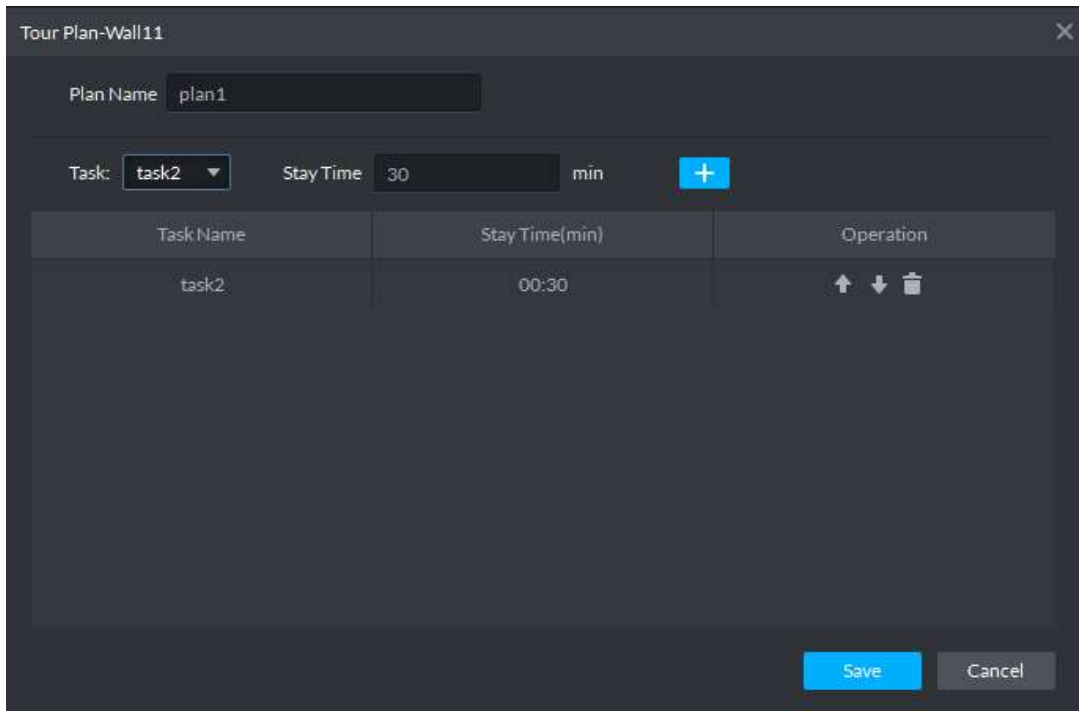 Tour Plan-Wall11
Plan Name plan1
Task: task2 Stay Time 30 min
Task Name Stay Time(min) Operation
task2 00:30
Save Cancel